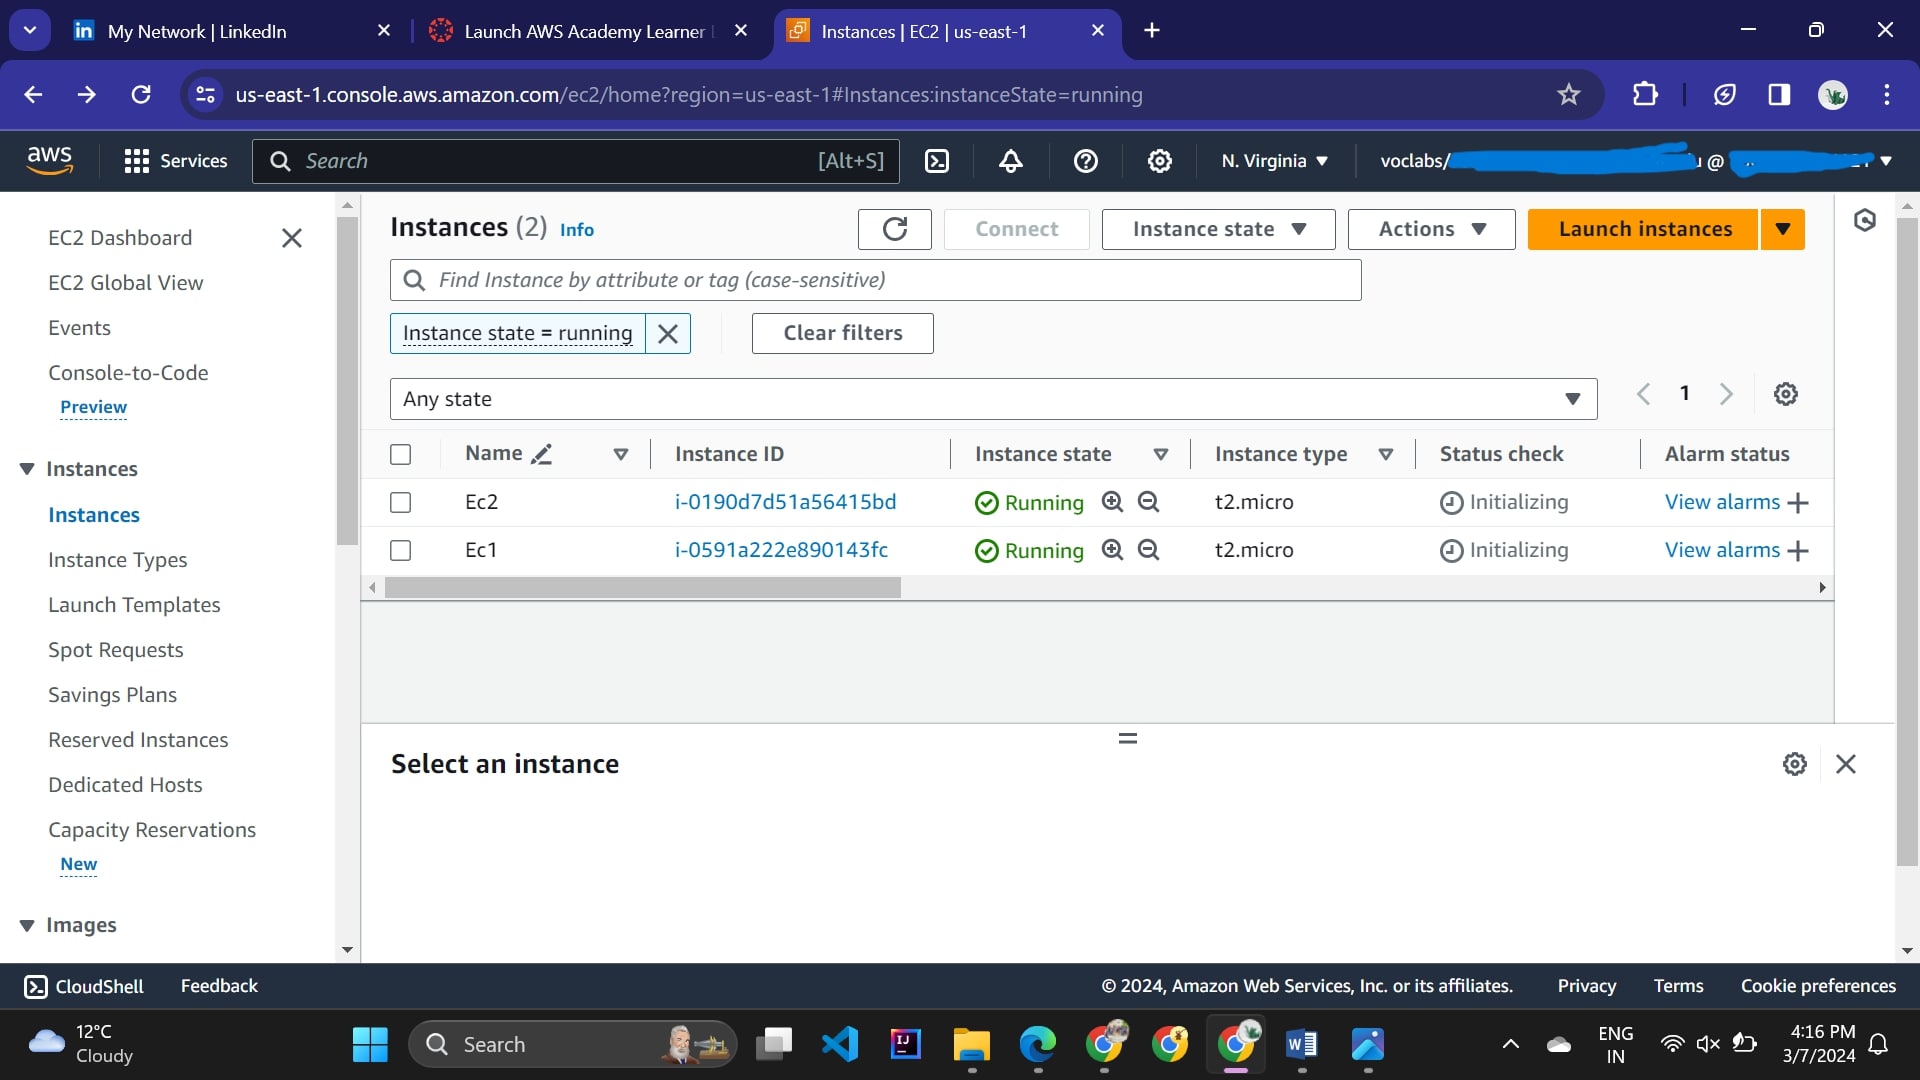 My Network | LinkedIn
Launch AWS Academy Learner
Instances | EC2 | us-east-1
us-east-1.console.aws.amazon.com/ec2/home?region=us-east-1#Instances:instanceState=running
aws
Services
Search
[Alt+S]
N. Virginia
voclabs/
@
EC2 Dashboard
EC2 Global View
Events
Console-to-Code
Preview
Instances
Instances
Instance Types
Launch Templates
Spot Requests
Savings Plans
Reserved Instances
Dedicated Hosts
Capacity Reservations
New
Images
Instances (2) Info
Connect
Instance state
Actions
Launch instances
Find Instance by attribute or tag (case-sensitive)
Instance state = running
Clear filters
Any state
1
Name Instance ID Instance state Instance type Status check Alarm status
Ec2 i-0190d7d51a56415bd Running t2.micro Initializing View alarms
Ec1 i-0591a222e890143fc Running t2.micro Initializing View alarms
Select an instance
CloudShell
Feedback
© 2024, Amazon Web Services, Inc. or its affiliates.
Privacy
Terms
Cookie preferences
12°C
Cloudy
Search
ENG
IN
4:16 PM
3/7/2024